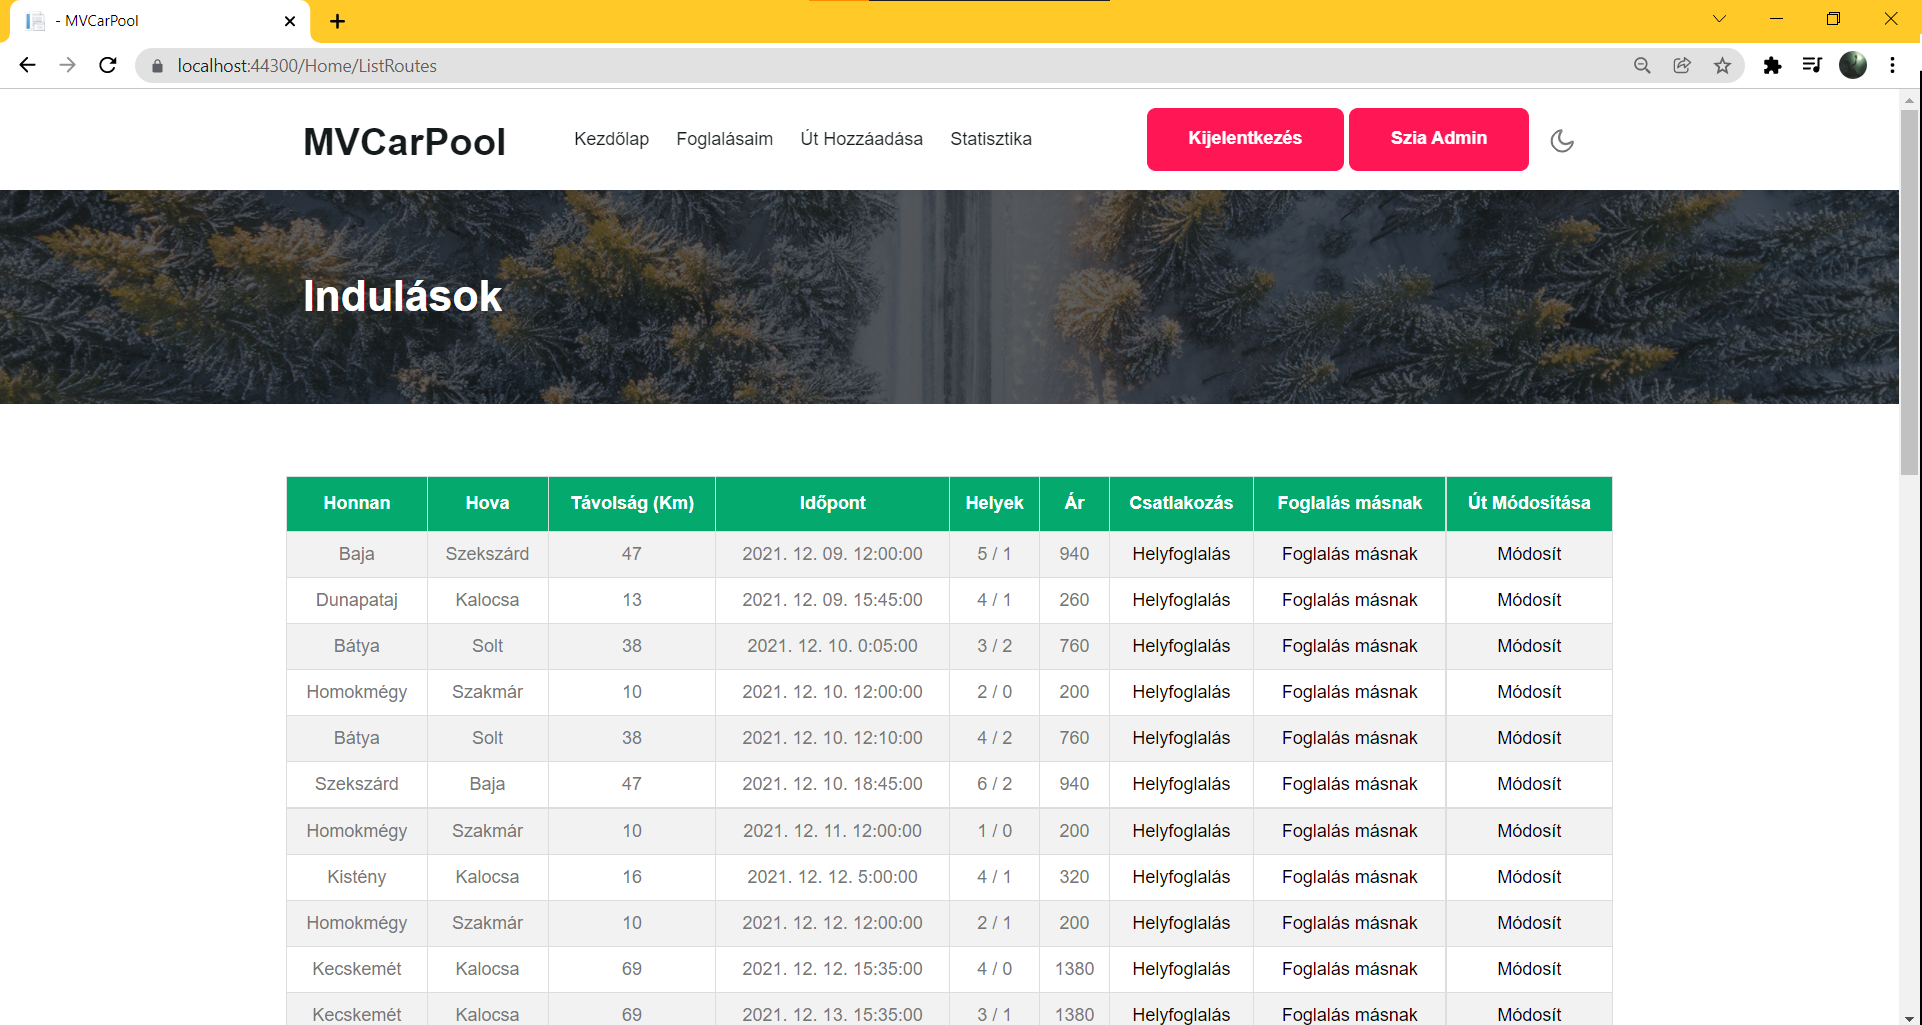 - MVCarPool
localhost:44300/Home/ListRoutes
MVCarPool Kezdőlap Foglalásaim Út Hozzáadása Statisztika Kijelentkezés Szia Admin
Indulások
Honnan Hova Távolság (Km) Időpont Helyek Ár Csatlakozás Foglalás másnak Út Módosítása
Baja Szekszárd 47 2021. 12. 09. 12:00:00 5 / 1 940 Helyfoglalás Foglalás másnak Módosít
Dunapataj Kalocsa 13 2021. 12. 09. 15:45:00 4 / 1 260 Helyfoglalás Foglalás másnak Módosít
Bátya Solt 38 2021. 12. 10. 0:05:00 3 / 2 760 Helyfoglalás Foglalás másnak Módosít
Homokmégy Szakmár 10 2021. 12. 10. 12:00:00 2 / 0 200 Helyfoglalás Foglalás másnak Módosít
Bátya Solt 38 2021. 12. 10. 12:10:00 4 / 2 760 Helyfoglalás Foglalás másnak Módosít
Szekszárd Baja 47 2021. 12. 10. 18:45:00 6 / 2 940 Helyfoglalás Foglalás másnak Módosít
Homokmégy Szakmár 10 2021. 12. 11. 12:00:00 1 / 0 200 Helyfoglalás Foglalás másnak Módosít
Kistény Kalocsa 16 2021. 12. 12. 5:00:00 4 / 1 320 Helyfoglalás Foglalás másnak Módosít
Homokmégy Szakmár 10 2021. 12. 12. 12:00:00 2 / 1 200 Helyfoglalás Foglalás másnak Módosít
Kecskemét Kalocsa 69 2021. 12. 12. 15:35:00 4 / 0 1380 Helyfoglalás Foglalás másnak Módosít
Kecskemét Kalocsa 69 2021. 12. 13. 15:35:00 3 / 1 1380 Helyfoglalás Foglalás másnak Módosít